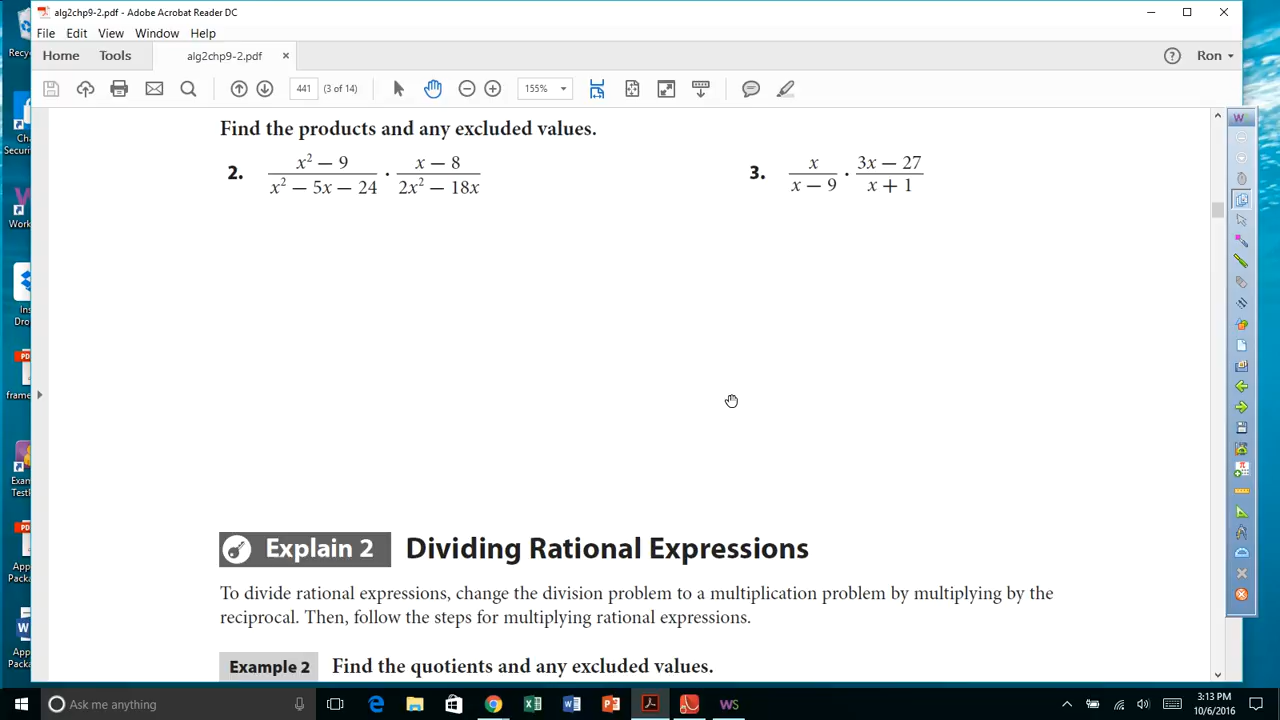 alg2chp9-2.pdf - Adobe Acrobat Reader DC
File Edit View Window Help
Home Tools alg2chp9-2.pdf × Ron
441 (3 of 14) 155%
Find the products and any excluded values.
2. x² − 9 / x² − 5x − 24 · x − 8 / 2x² − 18x
3. x / x − 9 · 3x − 27 / x + 1
Explain 2 Dividing Rational Expressions
To divide rational expressions, change the division problem to a multiplication problem by multiplying by the
reciprocal. Then, follow the steps for multiplying rational expressions.
Example 2 Find the quotients and any excluded values.
Ask me anything
3:13 PM
10/6/2016